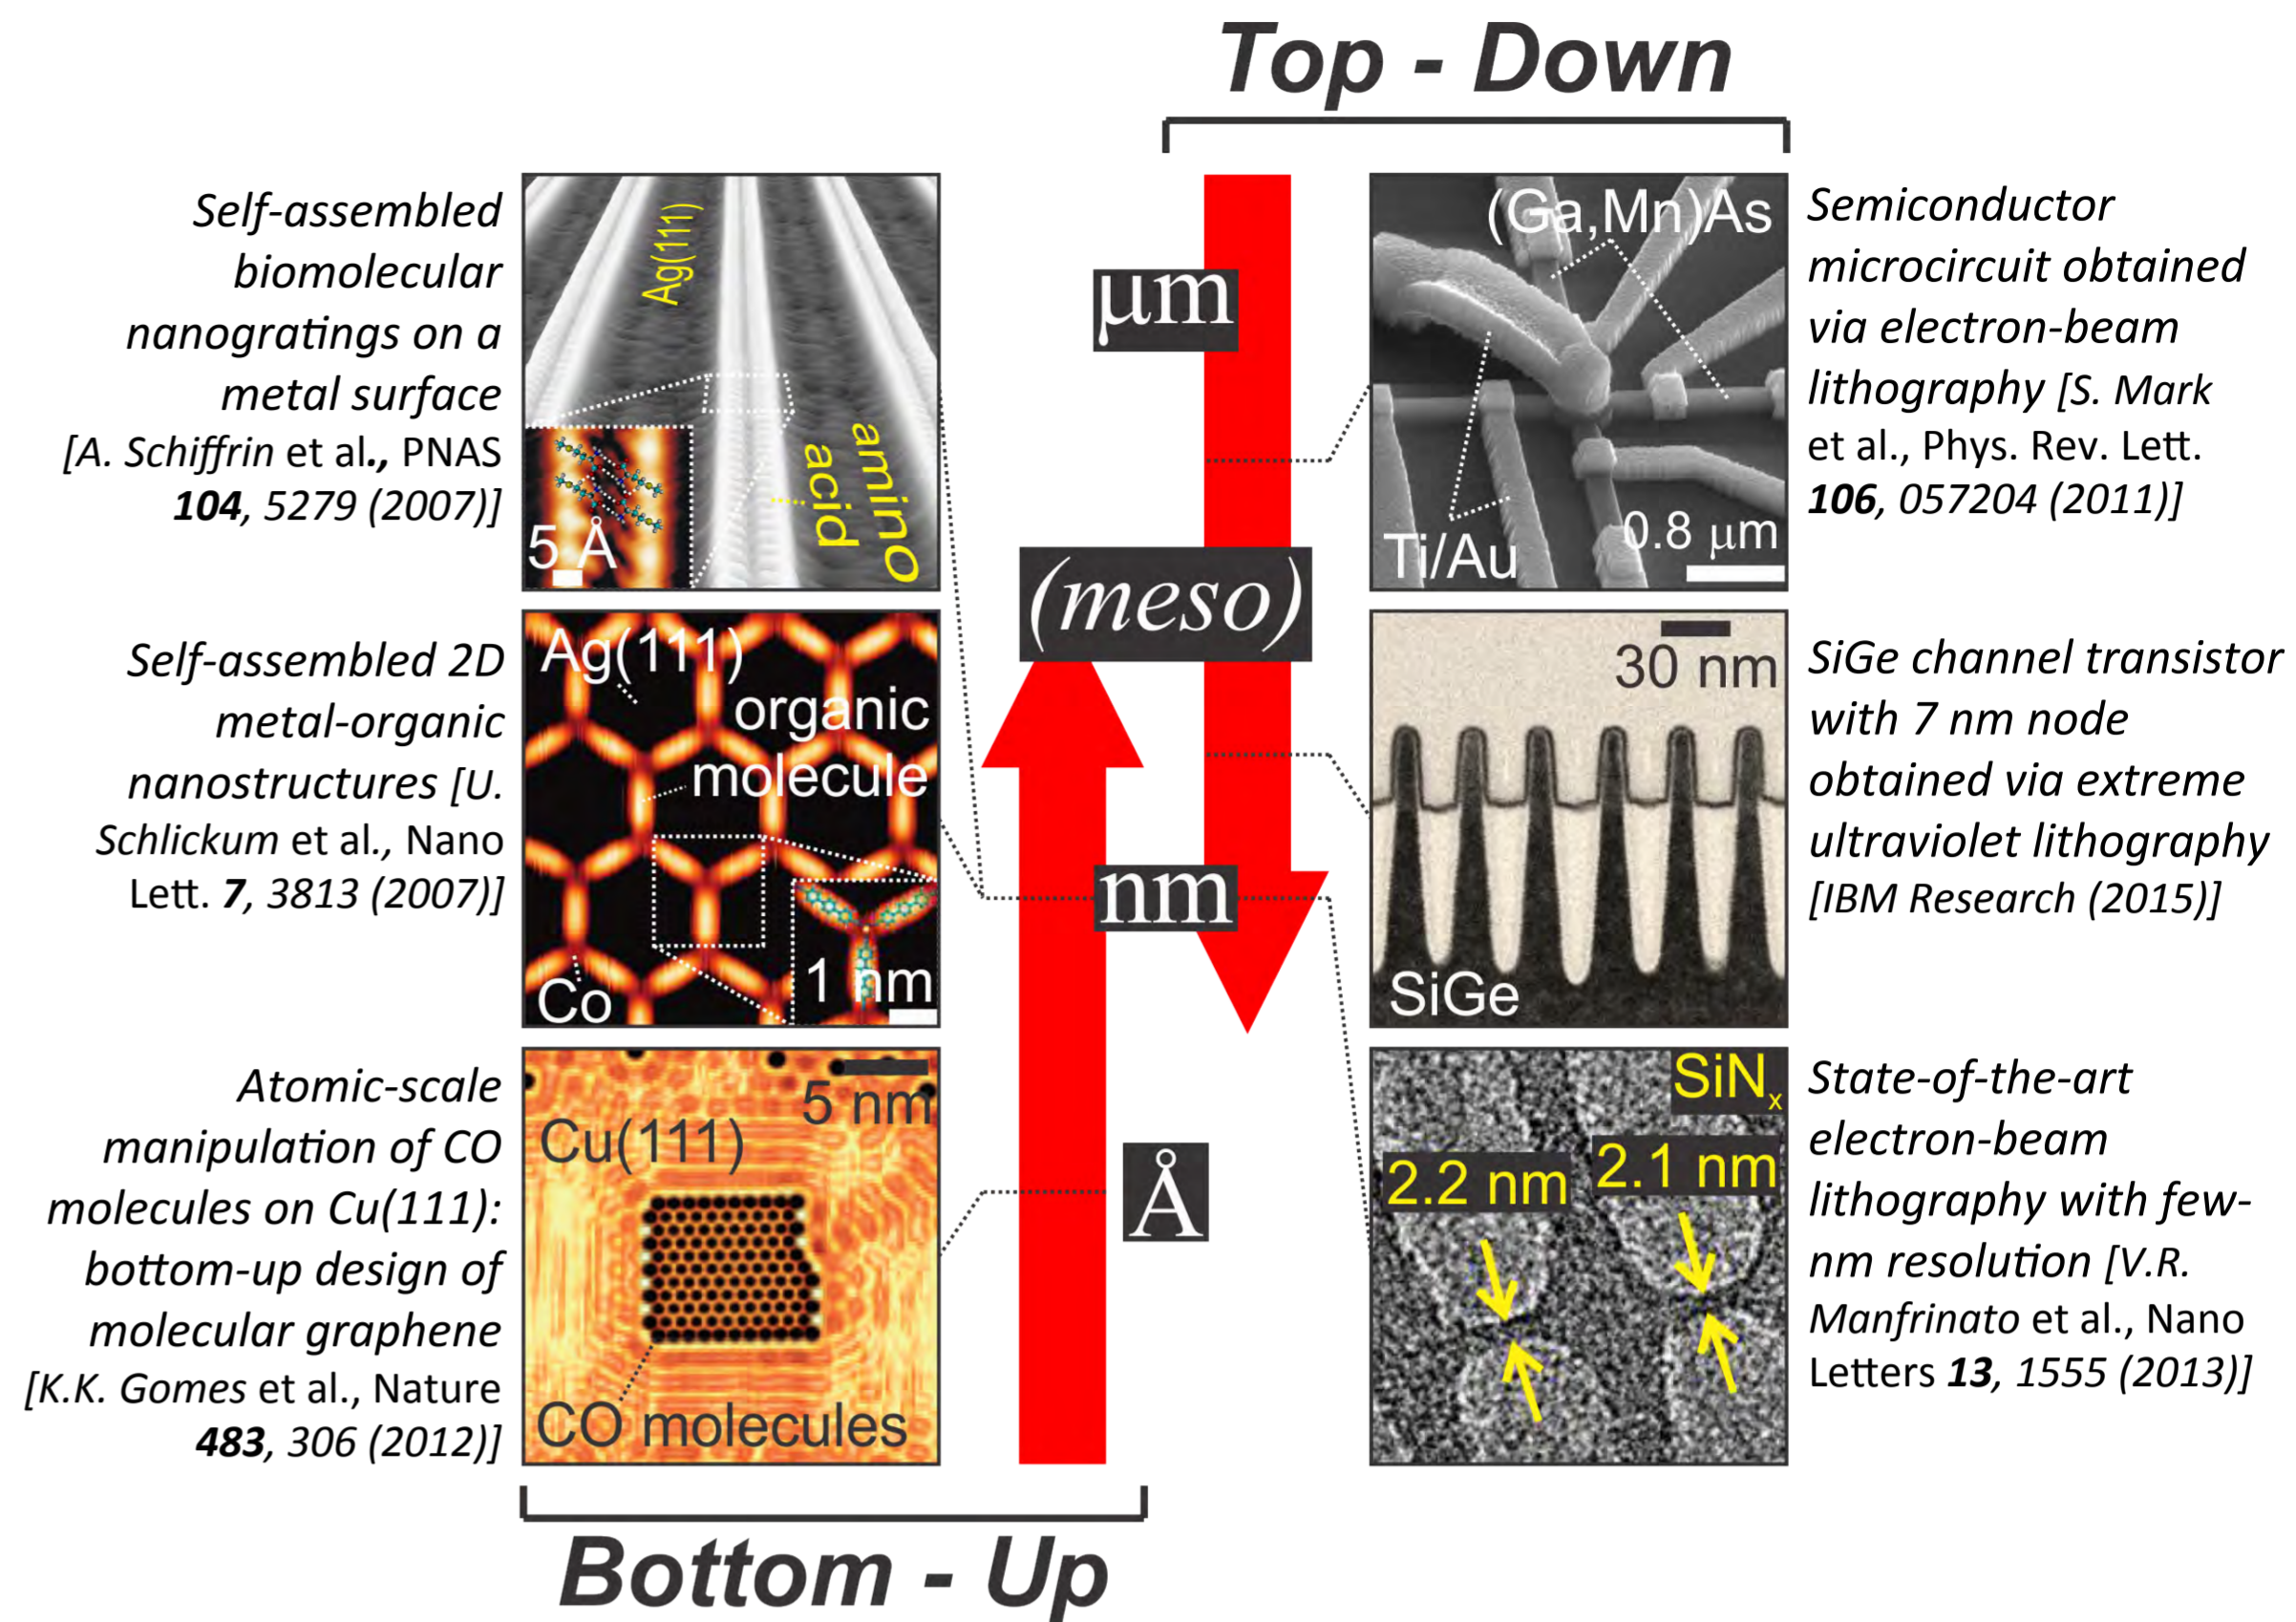 Top - Down
Self-assembled
biomolecular
nanogratings on a
metal surface
[A. Schiffrin et al., PNAS
104, 5279 (2007)]
Ag(111)
amino
acid
5 Å
μm
(Ga,Mn)As
Ti/Au
0.8 μm
Semiconductor
microcircuit obtained
via electron-beam
lithography [S. Mark
et al., Phys. Rev. Lett.
106, 057204 (2011)]
(meso)
Self-assembled 2D
metal-organic
nanostructures [U.
Schlickum et al., Nano
Lett. 7, 3813 (2007)]
Ag(111)
organic
molecule
Co
1 nm
nm
30 nm
SiGe
SiGe channel transistor
with 7 nm node
obtained via extreme
ultraviolet lithography
[IBM Research (2015)]
Atomic-scale
manipulation of CO
molecules on Cu(111):
bottom-up design of
molecular graphene
[K.K. Gomes et al., Nature
483, 306 (2012)]
5 nm
Cu(111)
CO molecules
Å
SiNx
2.2 nm
2.1 nm
State-of-the-art
electron-beam
lithography with few-
nm resolution [V.R.
Manfrinato et al., Nano
Letters 13, 1555 (2013)]
Bottom - Up